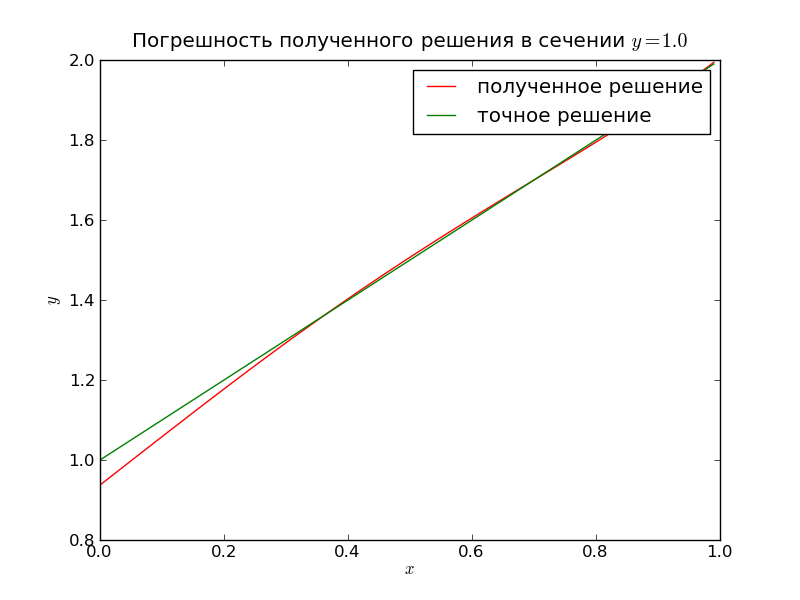 Погрешность полученного решения в сечении y = 1.0
полученное решение
точное решение
2.0
1.8
1.6
1.4
1.2
1.0
0.8
y
0.0 0.2 0.4 0.6 0.8 1.0
x